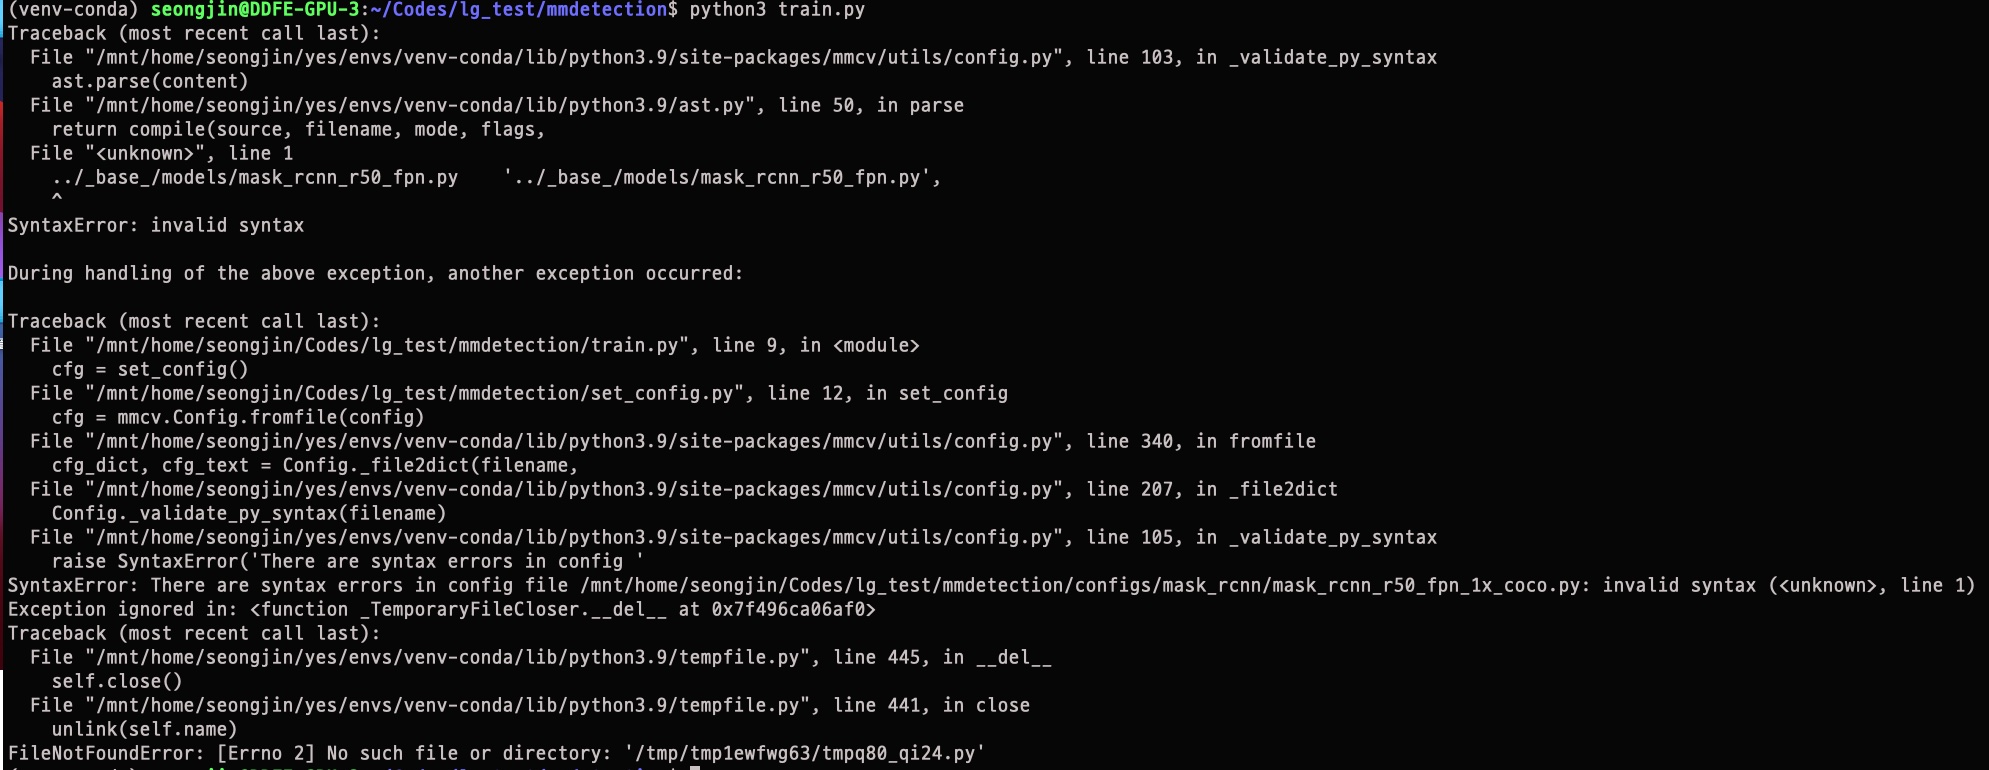 (venv-conda) seongjin@DDFE-GPU-3:~/Codes/lg_test/mmdetection$ python3 train.py
Traceback (most recent call last):
  File "/mnt/home/seongjin/yes/envs/venv-conda/lib/python3.9/site-packages/mmcv/utils/config.py", line 103, in _validate_py_syntax
    ast.parse(content)
  File "/mnt/home/seongjin/yes/envs/venv-conda/lib/python3.9/ast.py", line 50, in parse
    return compile(source, filename, mode, flags,
  File "<unknown>", line 1
    ../_base_/models/mask_rcnn_r50_fpn.py    '../_base_/models/mask_rcnn_r50_fpn.py',
    ^
SyntaxError: invalid syntax

During handling of the above exception, another exception occurred:

Traceback (most recent call last):
  File "/mnt/home/seongjin/Codes/lg_test/mmdetection/train.py", line 9, in <module>
    cfg = set_config()
  File "/mnt/home/seongjin/Codes/lg_test/mmdetection/set_config.py", line 12, in set_config
    cfg = mmcv.Config.fromfile(config)
  File "/mnt/home/seongjin/yes/envs/venv-conda/lib/python3.9/site-packages/mmcv/utils/config.py", line 340, in fromfile
    cfg_dict, cfg_text = Config._file2dict(filename,
  File "/mnt/home/seongjin/yes/envs/venv-conda/lib/python3.9/site-packages/mmcv/utils/config.py", line 207, in _file2dict
    Config._validate_py_syntax(filename)
  File "/mnt/home/seongjin/yes/envs/venv-conda/lib/python3.9/site-packages/mmcv/utils/config.py", line 105, in _validate_py_syntax
    raise SyntaxError('There are syntax errors in config '
SyntaxError: There are syntax errors in config file /mnt/home/seongjin/Codes/lg_test/mmdetection/configs/mask_rcnn/mask_rcnn_r50_fpn_1x_coco.py: invalid syntax (<unknown>, line 1)
Exception ignored in: <function _TemporaryFileCloser.__del__ at 0x7f496ca06af0>
Traceback (most recent call last):
  File "/mnt/home/seongjin/yes/envs/venv-conda/lib/python3.9/tempfile.py", line 445, in __del__
    self.close()
  File "/mnt/home/seongjin/yes/envs/venv-conda/lib/python3.9/tempfile.py", line 441, in close
    unlink(self.name)
FileNotFoundError: [Errno 2] No such file or directory: '/tmp/tmp1ewfwg63/tmpq80_qi24.py'